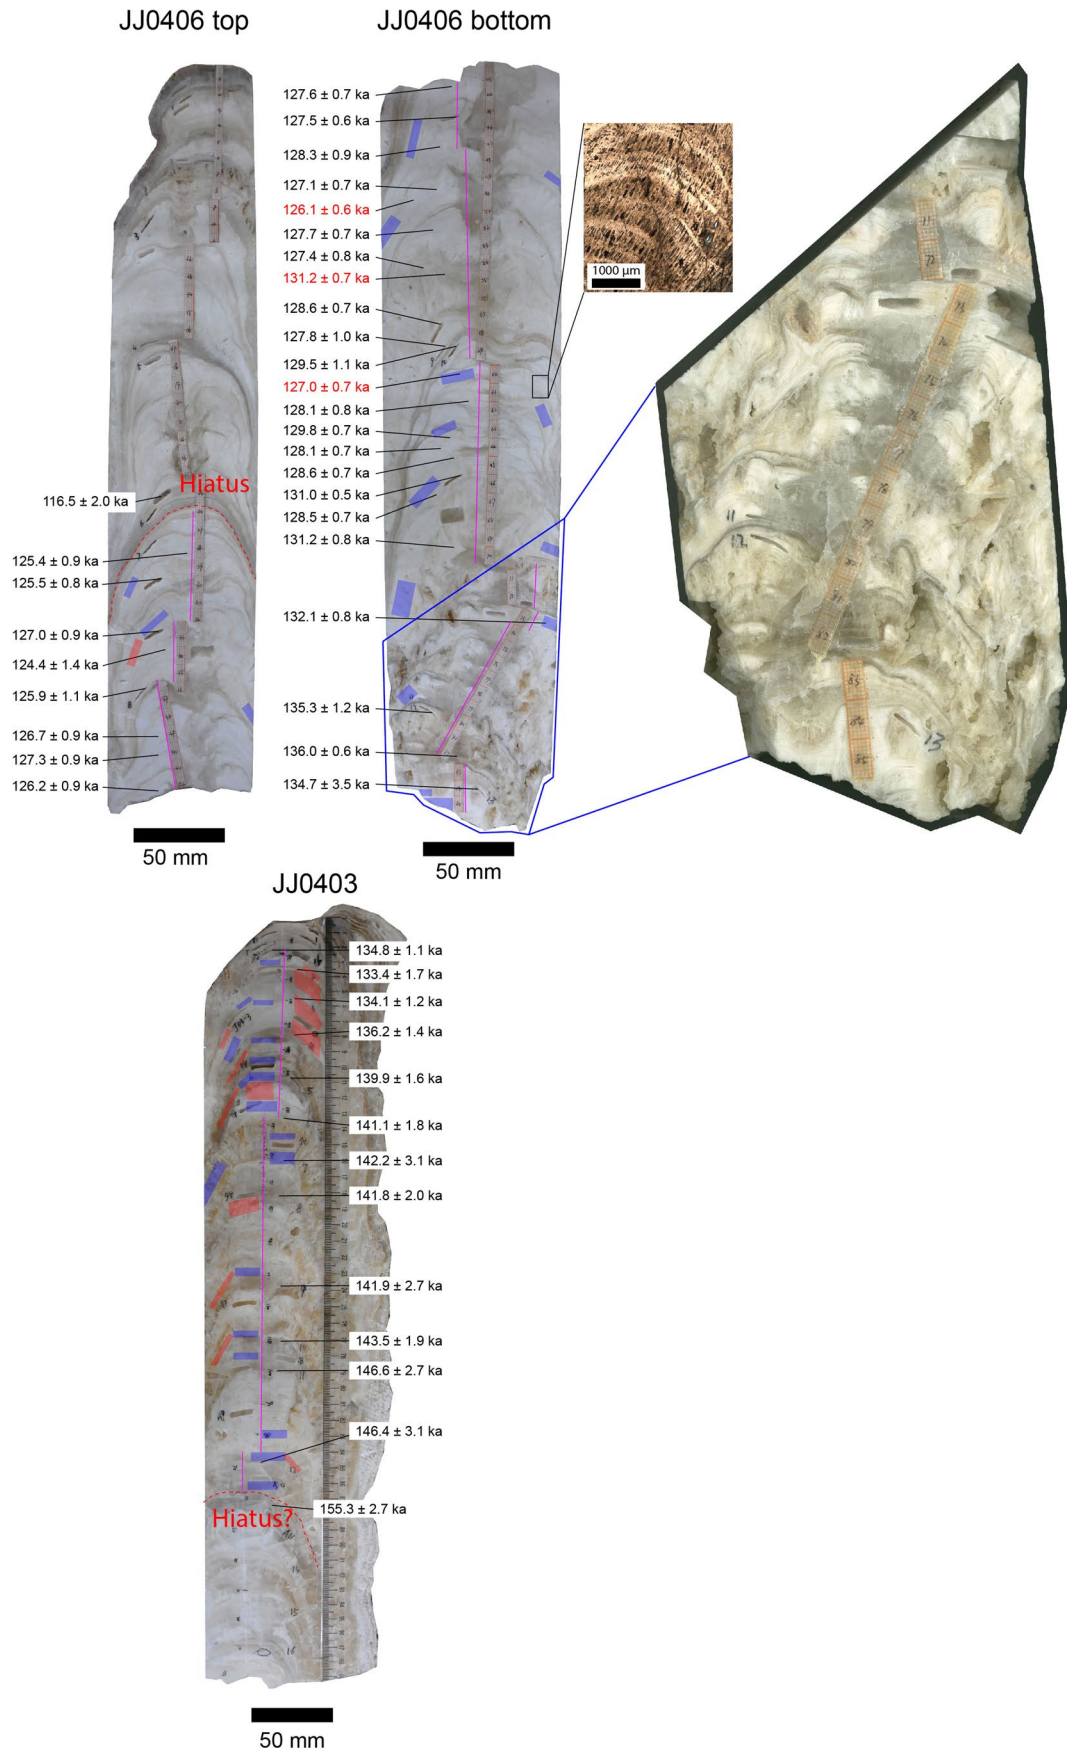 JJ0406 top
JJ0406 bottom
127.6 ± 0.7 ka
127.5 ± 0.6 ka
128.3 ± 0.9 ka
127.1 ± 0.7 ka
126.1 ± 0.6 ka
127.7 ± 0.7 ka
127.4 ± 0.8 ka
131.2 ± 0.7 ka
128.6 ± 0.7 ka
127.8 ± 1.0 ka
129.5 ± 1.1 ka
127.0 ± 0.7 ka
128.1 ± 0.8 ka
129.8 ± 0.7 ka
128.1 ± 0.7 ka
128.6 ± 0.7 ka
131.0 ± 0.5 ka
128.5 ± 0.7 ka
131.2 ± 0.8 ka
132.1 ± 0.8 ka
135.3 ± 1.2 ka
136.0 ± 0.6 ka
134.7 ± 3.5 ka
1000 µm
Hiatus
116.5 ± 2.0 ka
125.4 ± 0.9 ka
125.5 ± 0.8 ka
127.0 ± 0.9 ka
124.4 ± 1.4 ka
125.9 ± 1.1 ka
126.7 ± 0.9 ka
127.3 ± 0.9 ka
126.2 ± 0.9 ka
11
12
13
50 mm
50 mm
JJ0403
134.8 ± 1.1 ka
133.4 ± 1.7 ka
134.1 ± 1.2 ka
136.2 ± 1.4 ka
139.9 ± 1.6 ka
141.1 ± 1.8 ka
142.2 ± 3.1 ka
141.8 ± 2.0 ka
141.9 ± 2.7 ka
143.5 ± 1.9 ka
146.6 ± 2.7 ka
146.4 ± 3.1 ka
155.3 ± 2.7 ka
Hiatus?
50 mm